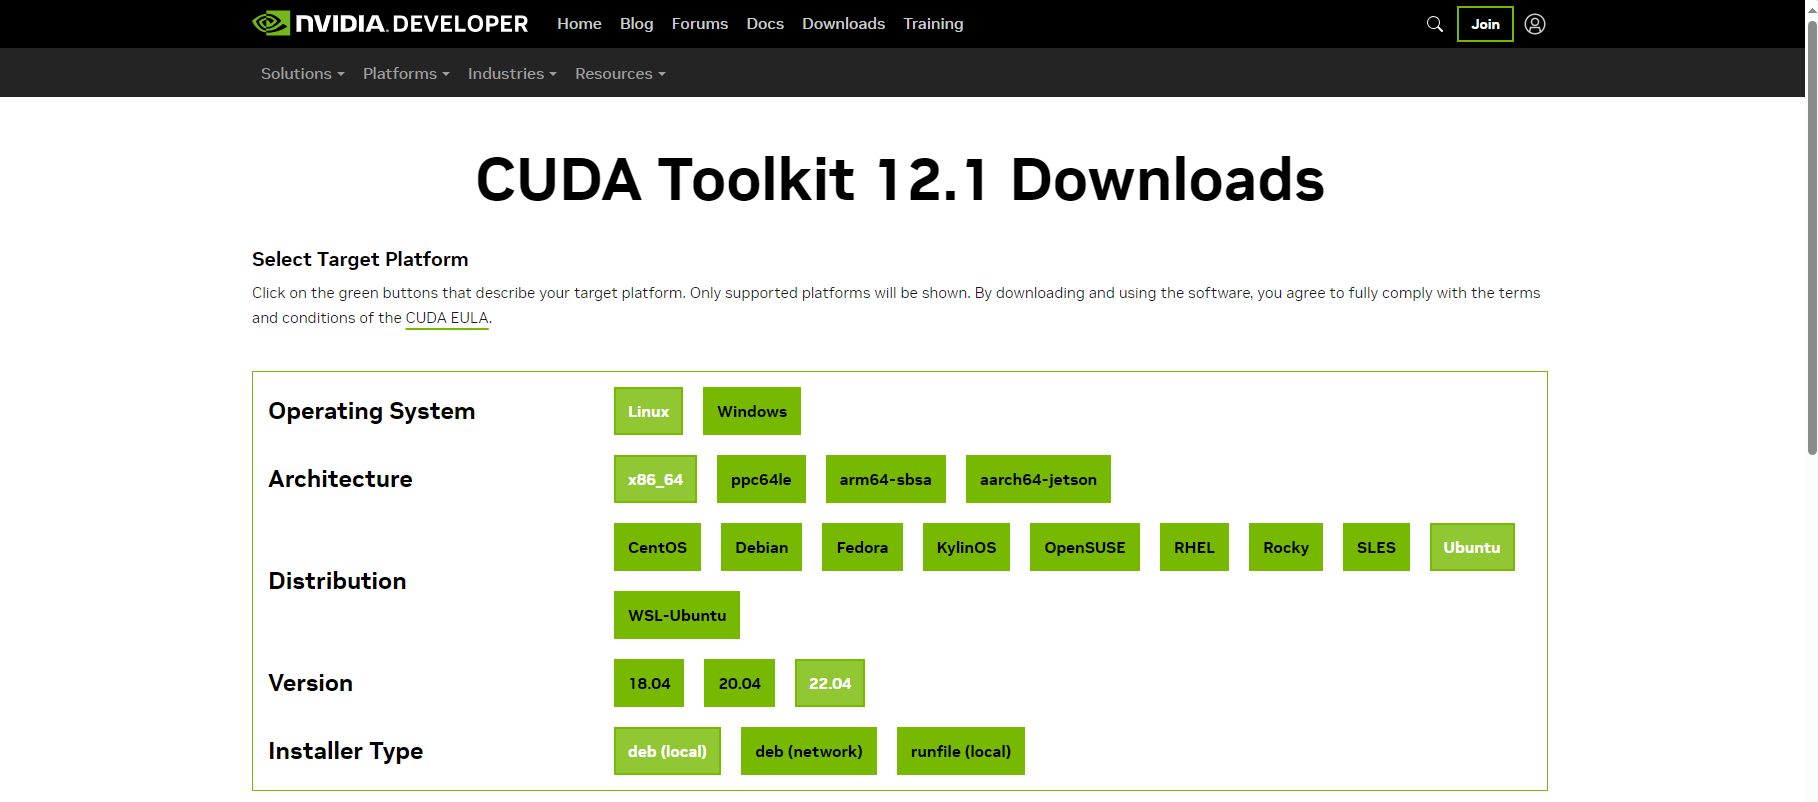 NVIDIA. DEVELOPER Home Blog Forums Docs Downloads Training Join
Solutions Platforms Industries Resources
CUDA Toolkit 12.1 Downloads
Select Target Platform
Click on the green buttons that describe your target platform. Only supported platforms will be shown. By downloading and using the software, you agree to fully comply with the terms
and conditions of the CUDA EULA.
Operating System Linux Windows
Architecture x86_64 ppc64le arm64-sbsa aarch64-jetson
Distribution CentOS Debian Fedora KylinOS OpenSUSE RHEL Rocky SLES Ubuntu
WSL-Ubuntu
Version 18.04 20.04 22.04
Installer Type deb (local) deb (network) runfile (local)